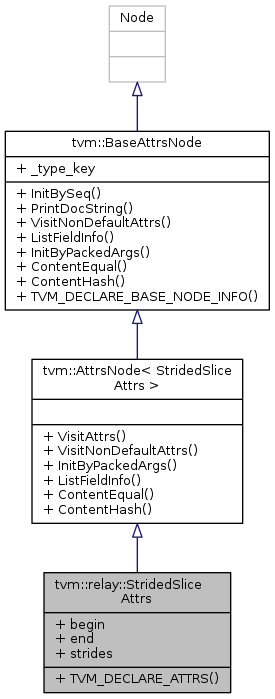 Node
tvm::BaseAttrsNode
+ _type_key
+ InitBySeq()
+ PrintDocString()
+ VisitNonDefaultAttrs()
+ ListFieldInfo()
+ InitByPackedArgs()
+ ContentEqual()
+ ContentHash()
+ TVM_DECLARE_BASE_NODE_INFO()
tvm::AttrsNode< StridedSlice
Attrs >
+ VisitAttrs()
+ VisitNonDefaultAttrs()
+ InitByPackedArgs()
+ ListFieldInfo()
+ ContentEqual()
+ ContentHash()
tvm::relay::StridedSlice
Attrs
+ begin
+ end
+ strides
+ TVM_DECLARE_ATTRS()